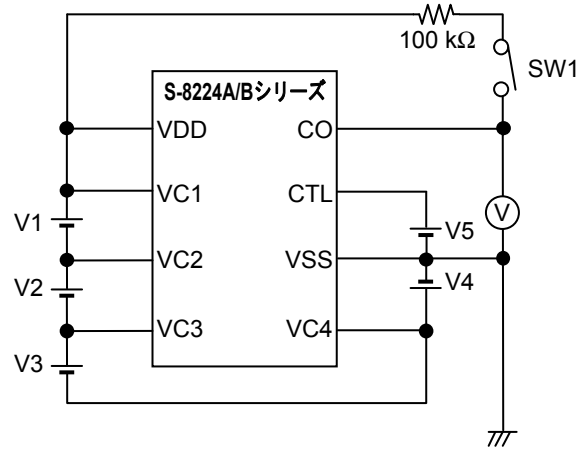 100 kΩ
SW1
S-8224A/Bシリーズ
VDD
CO
VC1
CTL
V1
V
V5
VC2
VSS
V2
V4
VC3
VC4
V3